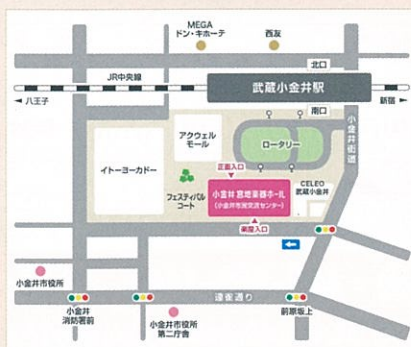 MEGA
ドン・キホーテ
西友
北口
JR中央線
武蔵小金井駅
八王子
新宿
南口
アクウェル
モール
ロータリー
小金井街道
イトーヨーカドー
正面入口
フェスティバル
コート
小金井 宮地楽器ホール
(小金井市民交流センター)
CELEO
武蔵小金井
楽屋入口
小金井市役所
連雀通り
小金井
消防署前
前原坂上
小金井市役所
第二庁舎